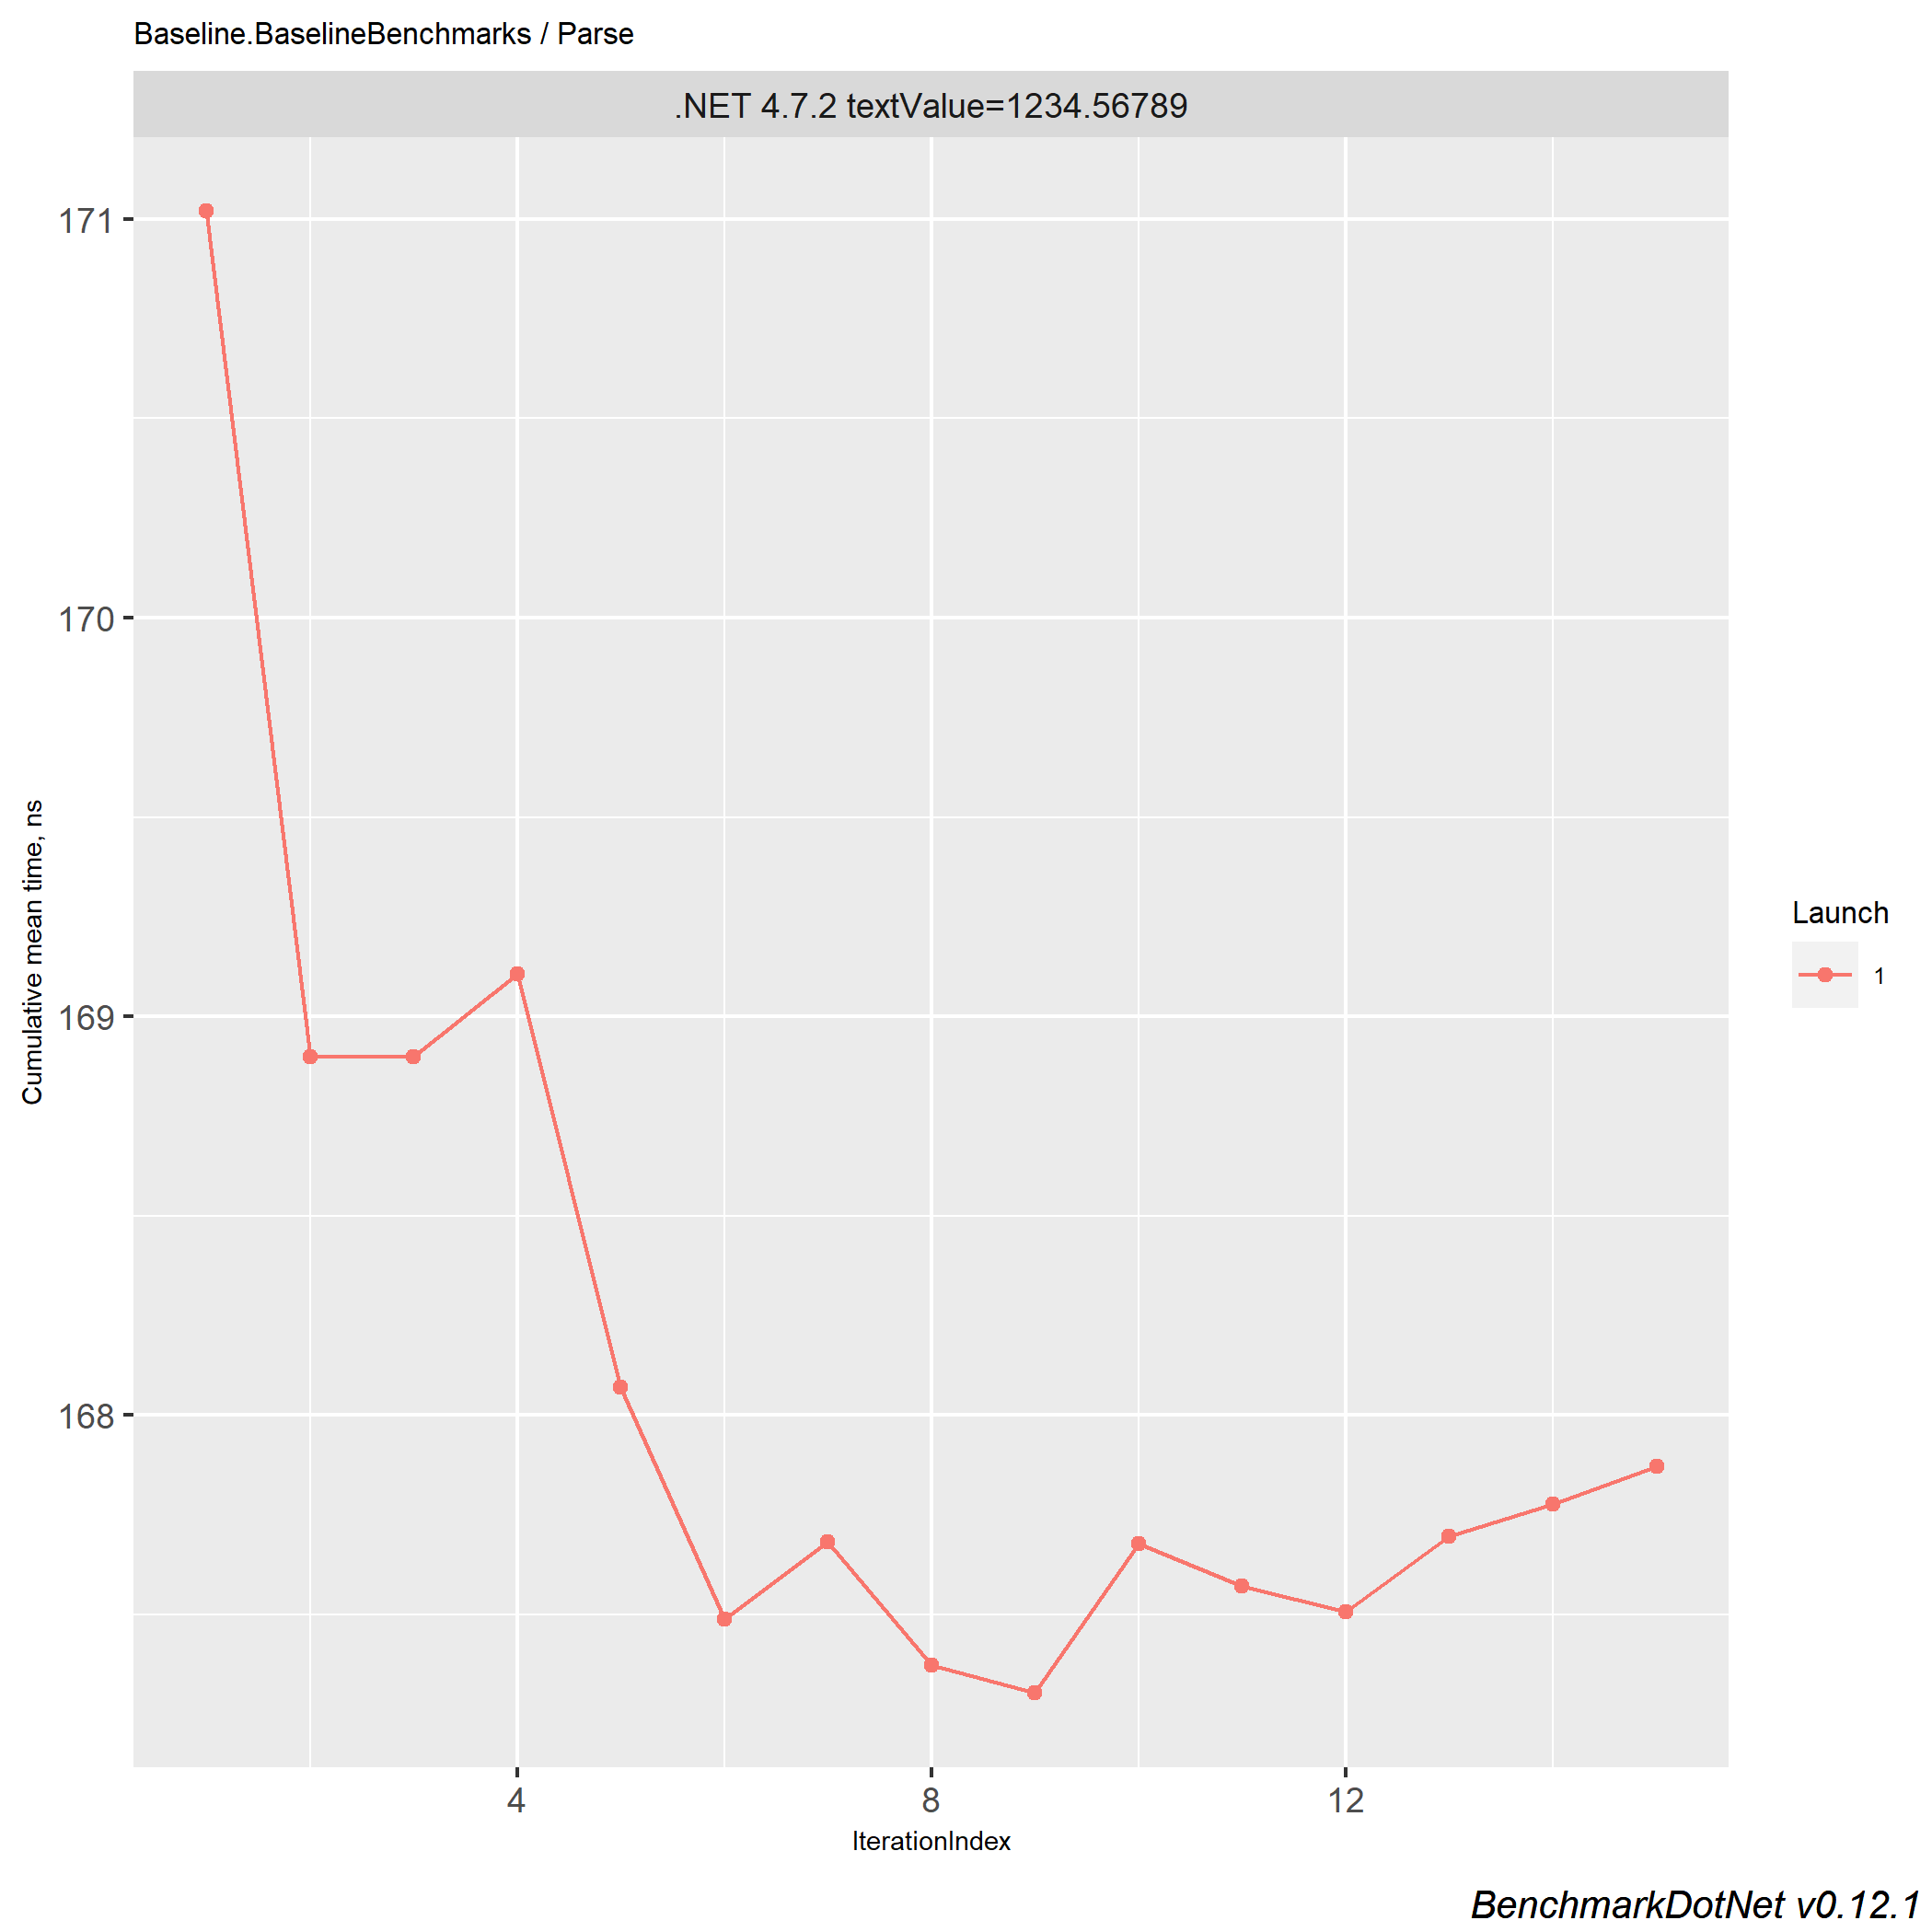 Baseline.BaselineBenchmarks / Parse
.NET 4.7.2 textValue=1234.56789
171
170
169
168
Cumulative mean time, ns
4 8 12
IterationIndex
Launch
1
BenchmarkDotNet v0.12.1